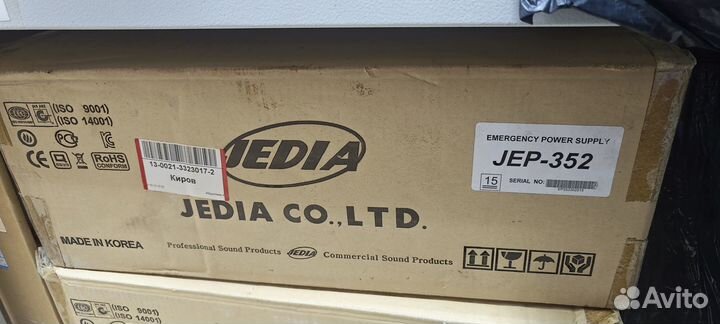 (ISO 9001)
(ISO 14001)
RoHS
COMFORM
13-0021-3323017-2
Киров
JEDIA
JEDIA CO.,LTD.
EMERGENCY POWER SUPPLY
JEP-352
15
SERIAL NO:
MADE IN KOREA
Professional Sound Products
JEDIA
Commercial Sound Products
(ISO 9001)
(ISO 14001)
Avito